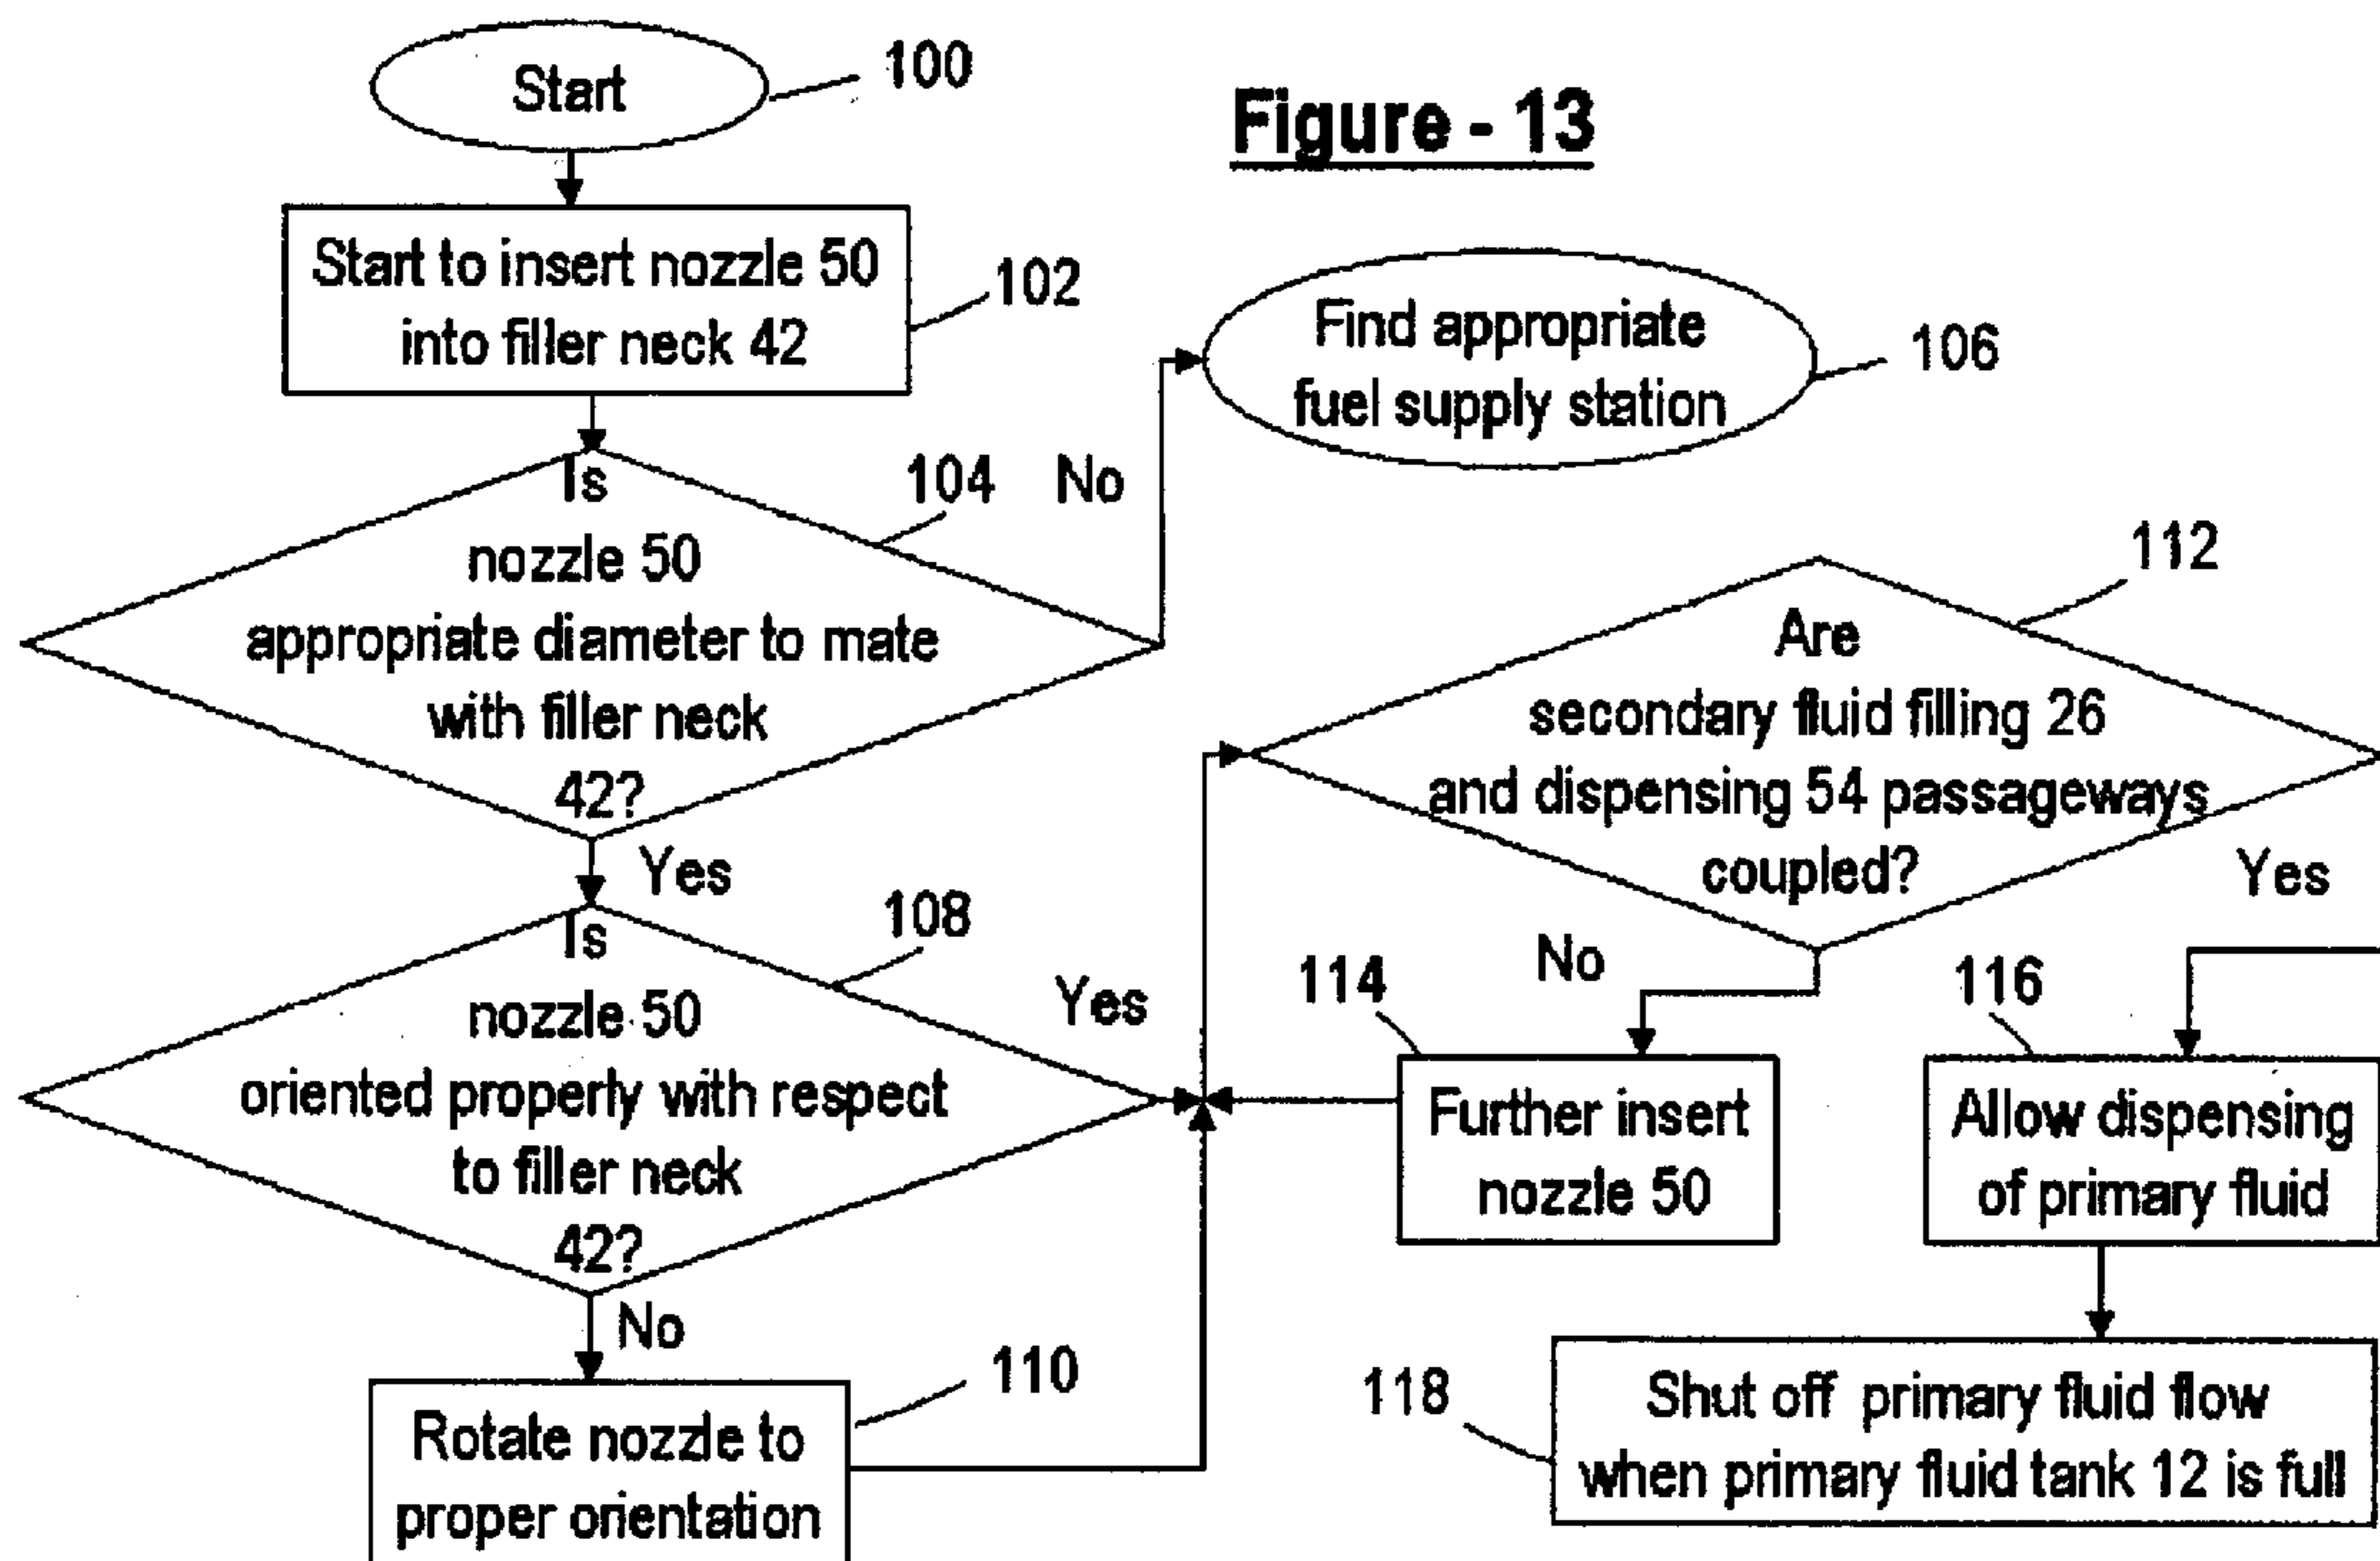 Figure - 13
Start
100
Start to insert nozzle 50
into filler neck 42
102
Is
nozzle 50
appropriate diameter to mate
with filler neck
42?
104
No
Find appropriate
fuel supply station
106
Yes
Is
nozzle 50
oriented properly with respect
to filler neck
42?
108
Yes
No
Rotate nozzle to
proper orientation
110
Are
secondary fluid filling 26
and dispensing 54 passageways
coupled?
112
No
Yes
114
Further insert
nozzle 50
116
Allow dispensing
of primary fluid
118
Shut off primary fluid flow
when primary fluid tank 12 is full